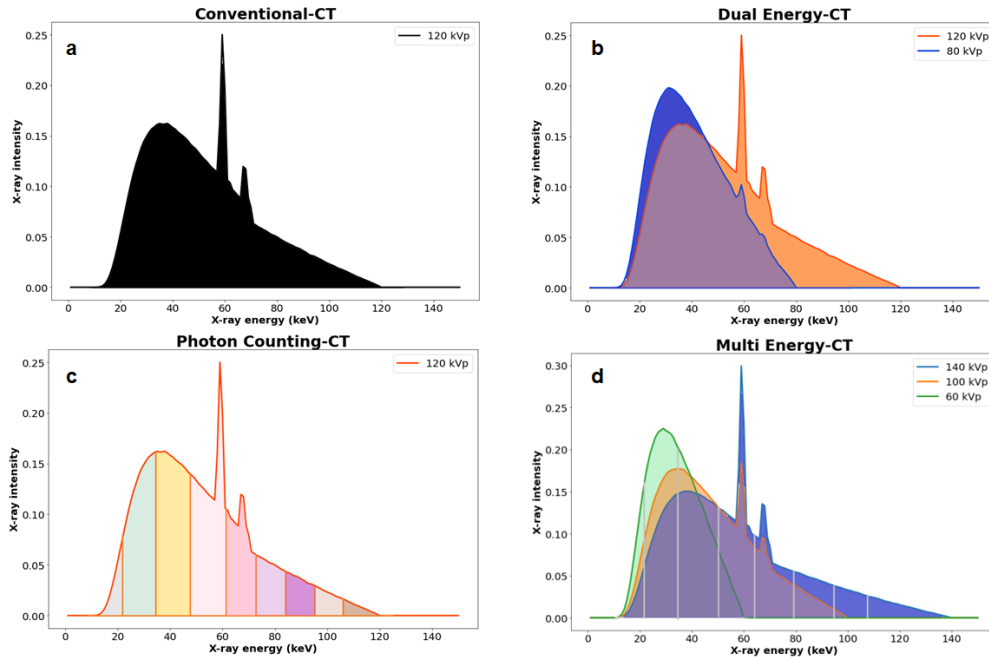 Conventional-CT
a
120 kVp
0.25
0.20
0.15
0.10
0.05
0.00
X-ray intensity
20 40 60 80 100 120 140
X-ray energy (keV)
Dual Energy-CT
b
120 kVp
80 kVp
0.25
0.20
0.15
0.10
0.05
0.00
X-ray intensity
0 20 40 60 80 100 120 140
X-ray energy (keV)
Photon Counting-CT
c
120 kVp
0.25
0.20
0.15
0.10
0.05
0.00
X-ray intensity
0 20 40 60 80 100 120 140
X-ray energy (keV)
Multi Energy-CT
d
140 kVp
100 kVp
60 kVp
0.30
0.25
0.20
0.15
0.10
0.05
0.00
X-ray intensity
0 20 40 60 80 100 120 140
X-ray energy (keV)